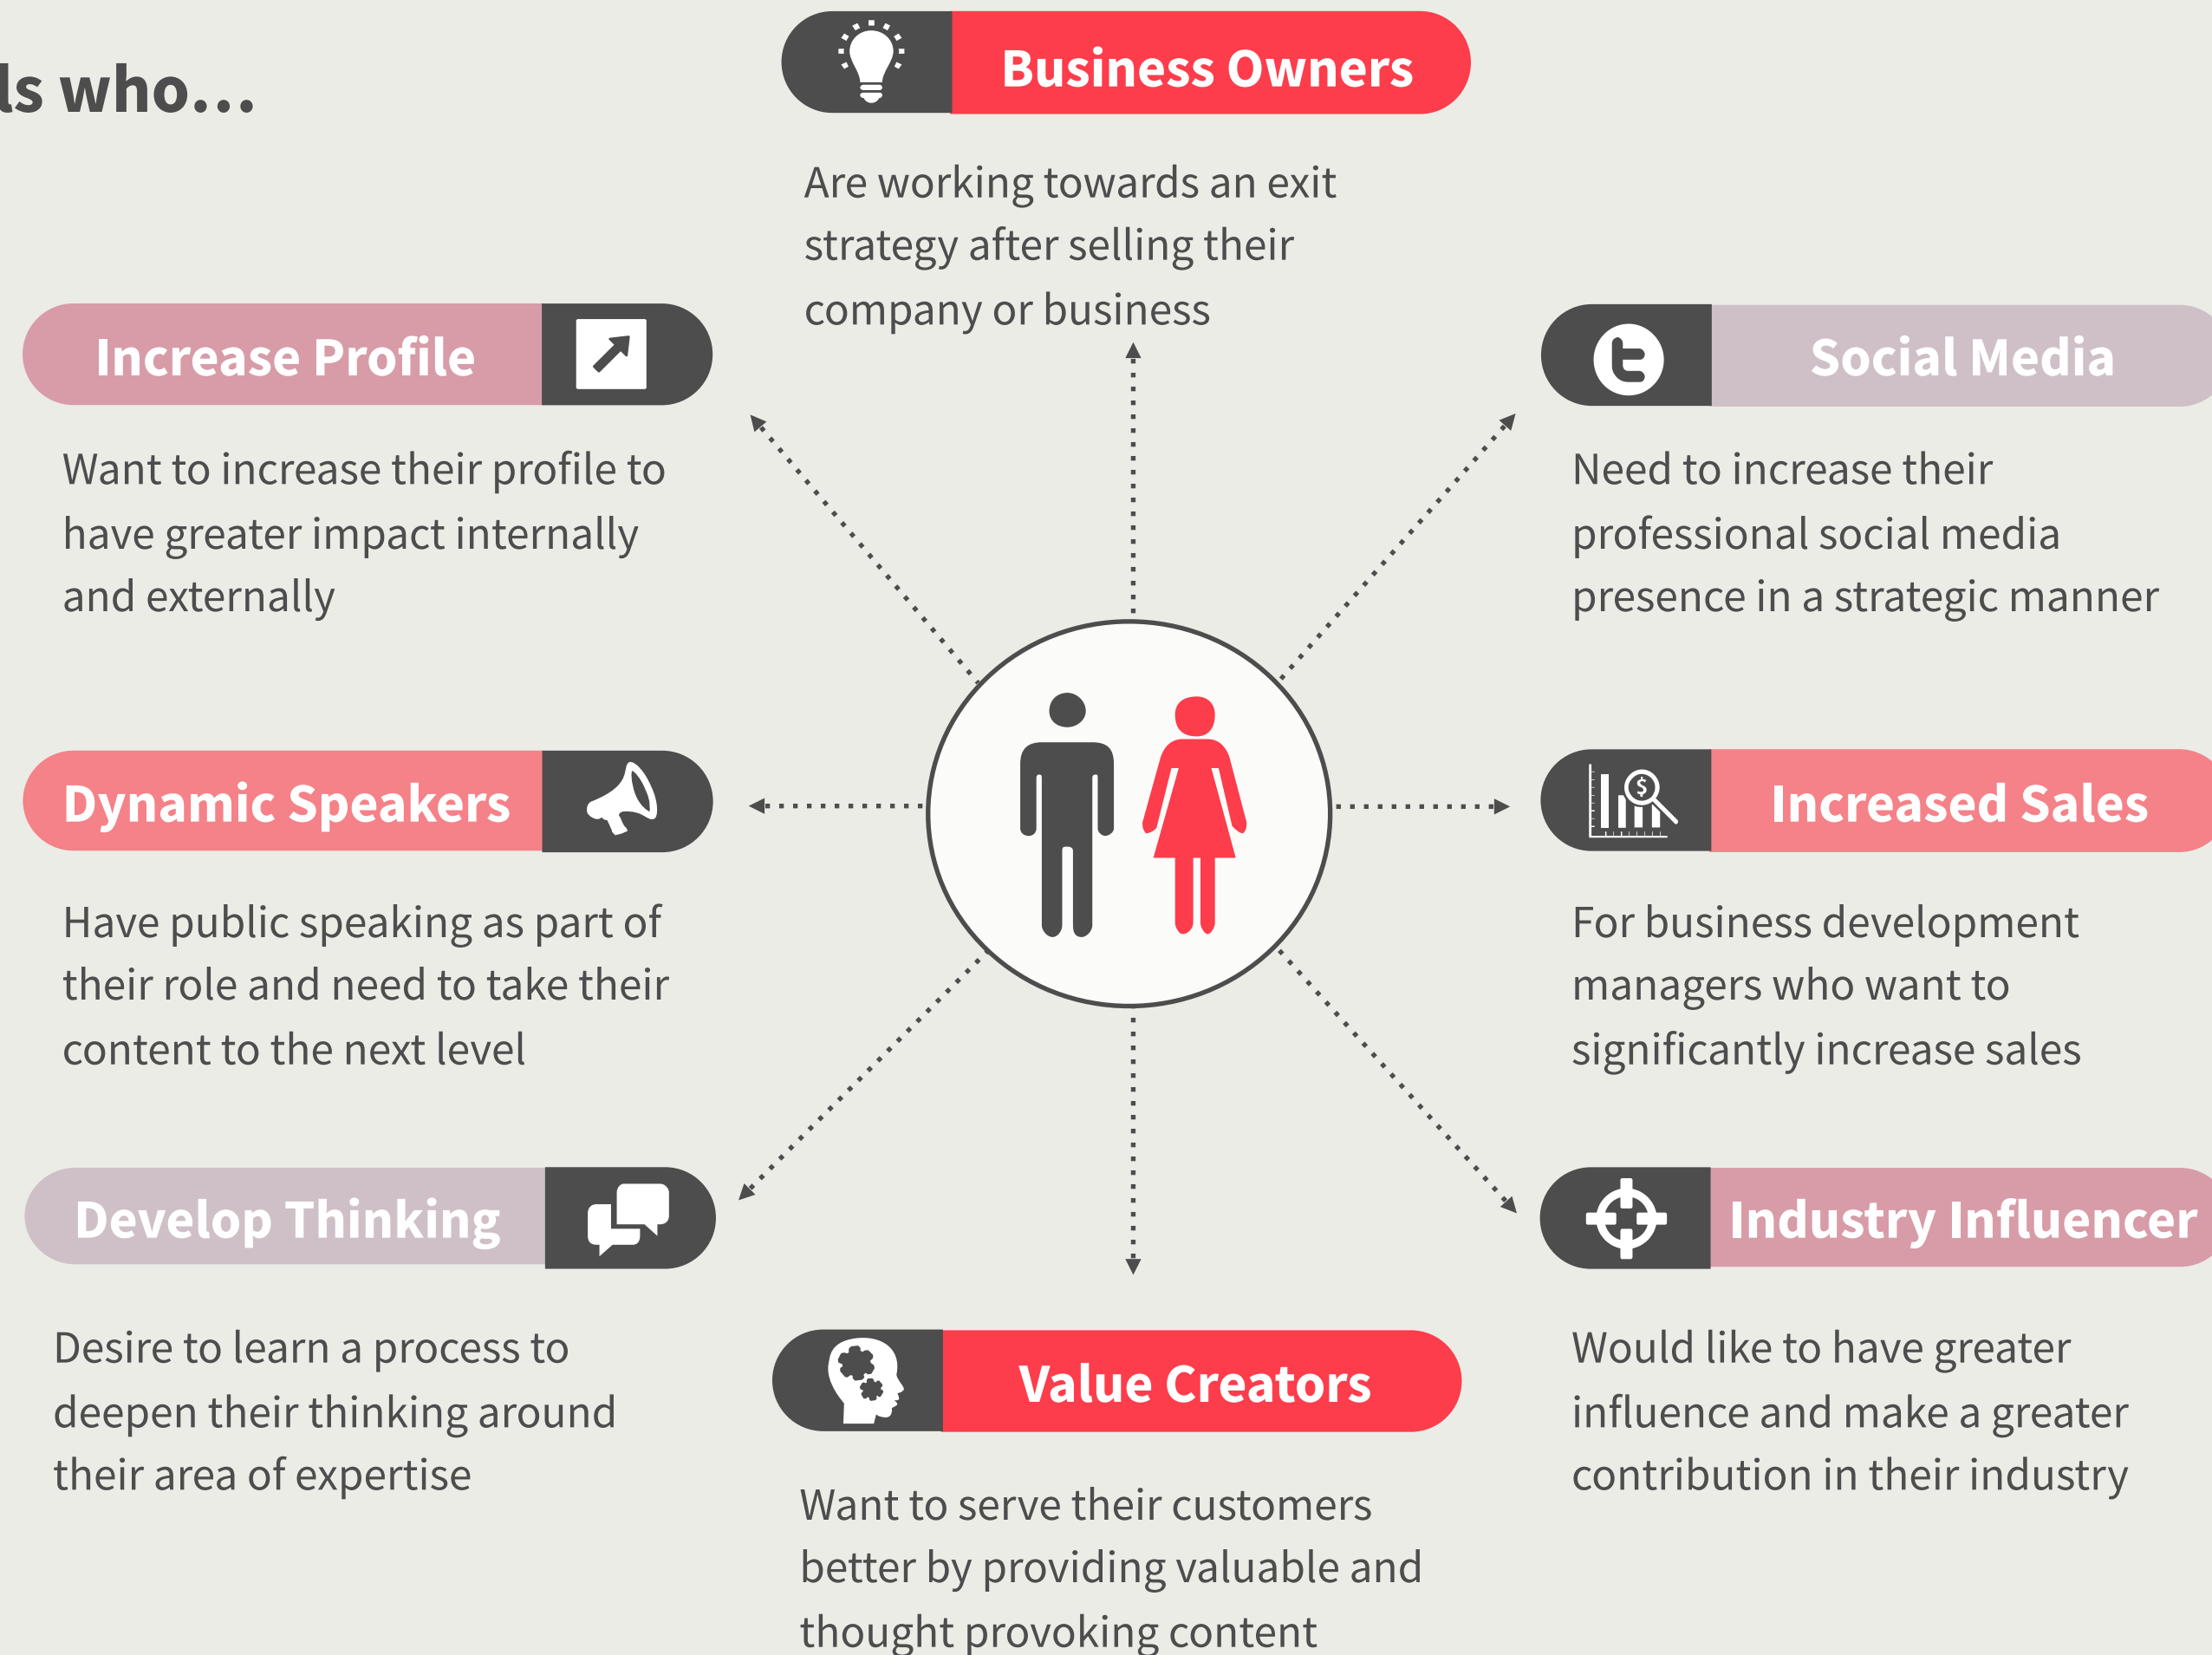 ls who...
Business Owners
Are working towards an exit
strategy after selling their
company or business
Increase Profile
Want to increase their profile to
have greater impact internally
and externally
Social Media
Need to increase their
professional social media
presence in a strategic manner
Dynamic Speakers
Have public speaking as part of
their role and need to take their
content to the next level
Increased Sales
For business development
managers who want to
significantly increase sales
Develop Thinking
Desire to learn a process to
deepen their thinking around
their area of expertise
Value Creators
Want to serve their customers
better by providing valuable and
thought provoking content
Industry Influencer
Would like to have greater
influence and make a greater
contribution in their industry